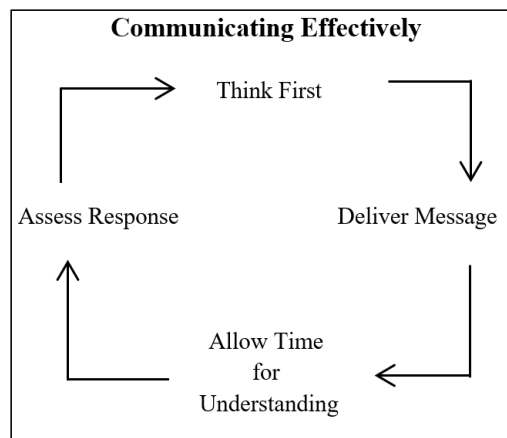 Communicating Effectively
Think First
Assess Response
Deliver Message
Allow Time
for
Understanding